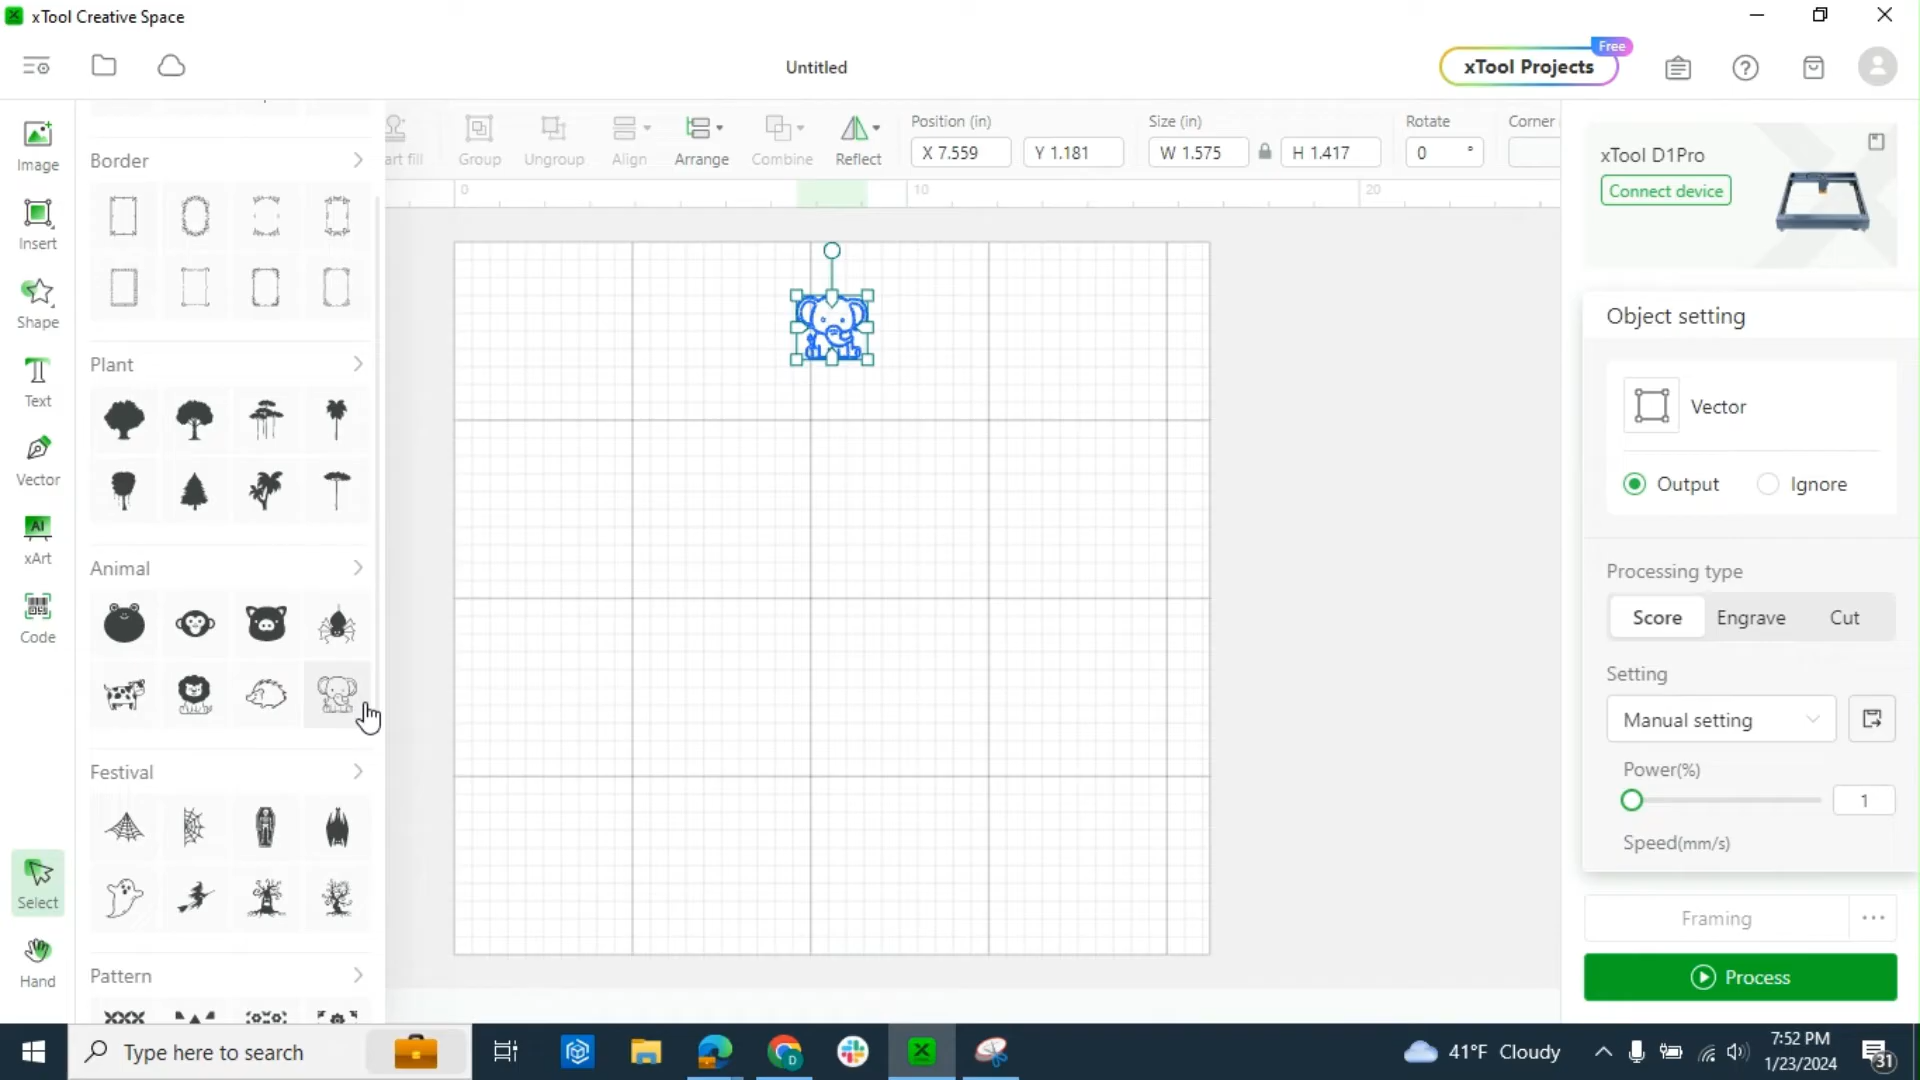 xTool Creative Space
Untitled
Free
xTool Projects
Image
Insert
Shape
Text
Vector
AI
xArt
Code
Select
Hand
Border
Plant
Animal
Festival
Pattern
art fill
Group
Ungroup
Align
Arrange
Combine
Reflect
Position (in)
X 7.559
Y 1.181
Size (in)
W 1.575
H 1.417
Rotate
0 °
Corner
0
10
20
xTool D1Pro
Connect device
Object setting
Vector
Output
Ignore
Processing type
Score
Engrave
Cut
Setting
Manual setting
Power(%)
1
Speed(mm/s)
Framing
Process
Type here to search
D
41°F Cloudy
7:52 PM
1/23/2024
31